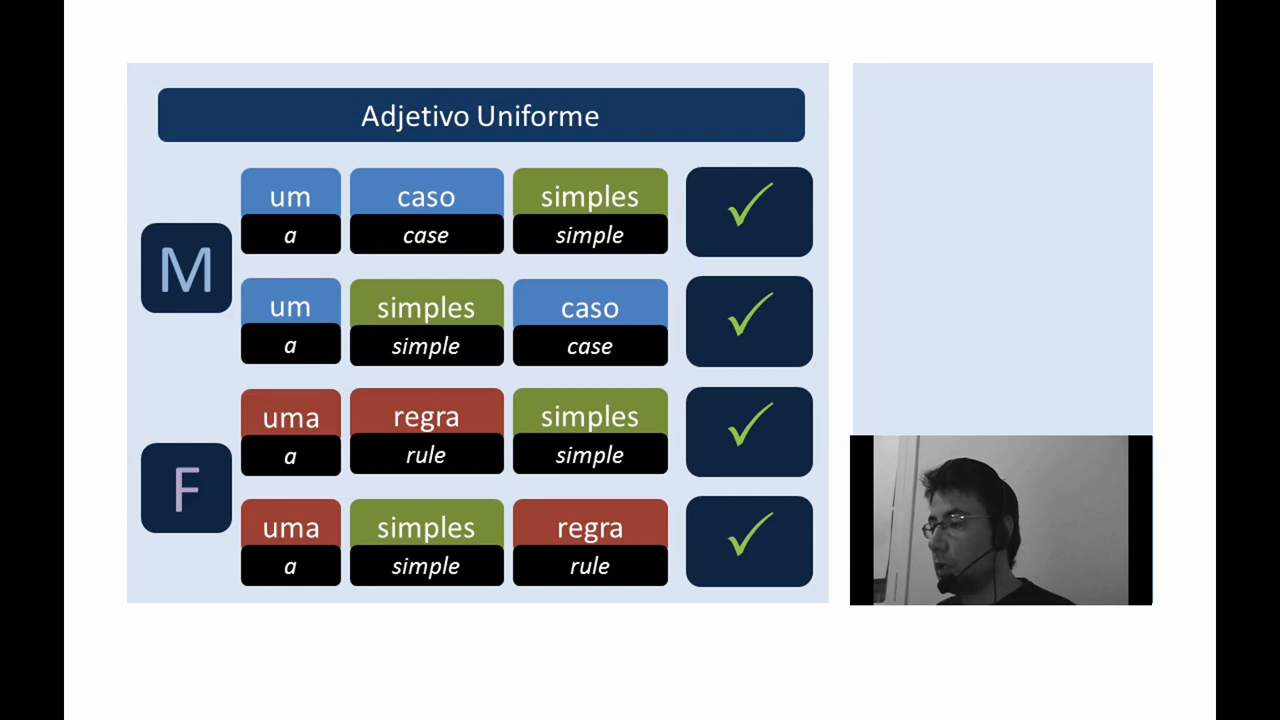 Adjetivo Uniforme
um caso simples
a case simple
M
um simples caso
a simple case
uma regra simples
a rule simple
F
uma simples regra
a simple rule